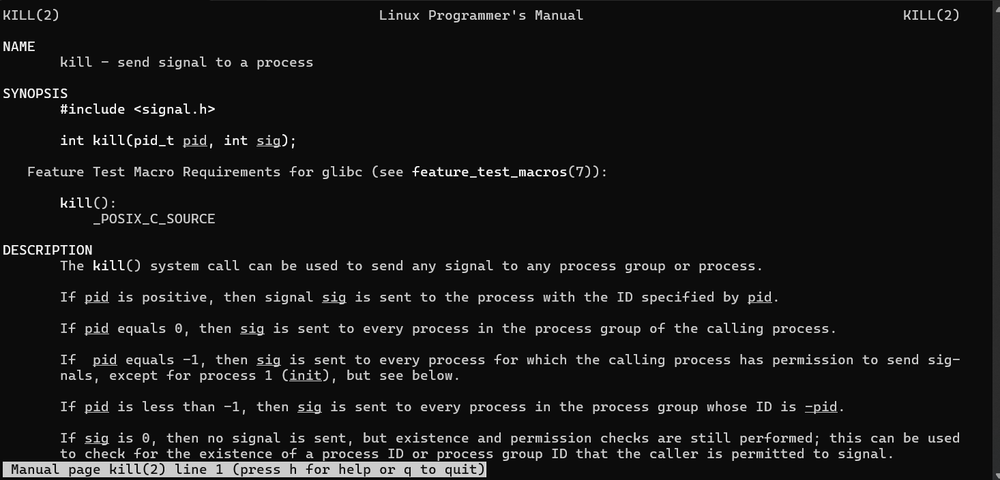 KILL(2) Linux Programmer's Manual KILL(2)
NAME
kill - send signal to a process
SYNOPSIS
#include <signal.h>
int kill(pid_t pid, int sig);
Feature Test Macro Requirements for glibc (see feature_test_macros(7)):
kill():
_POSIX_C_SOURCE
DESCRIPTION
The kill() system call can be used to send any signal to any process group or process.
If pid is positive, then signal sig is sent to the process with the ID specified by pid.
If pid equals 0, then sig is sent to every process in the process group of the calling process.
If  pid equals -1, then sig is sent to every process for which the calling process has permission to send sig-
nals, except for process 1 (init), but see below.
If pid is less than -1, then sig is sent to every process in the process group whose ID is -pid.
If sig is 0, then no signal is sent, but existence and permission checks are still performed; this can be used
to check for the existence of a process ID or process group ID that the caller is permitted to signal.
Manual page kill(2) line 1 (press h for help or q to quit)